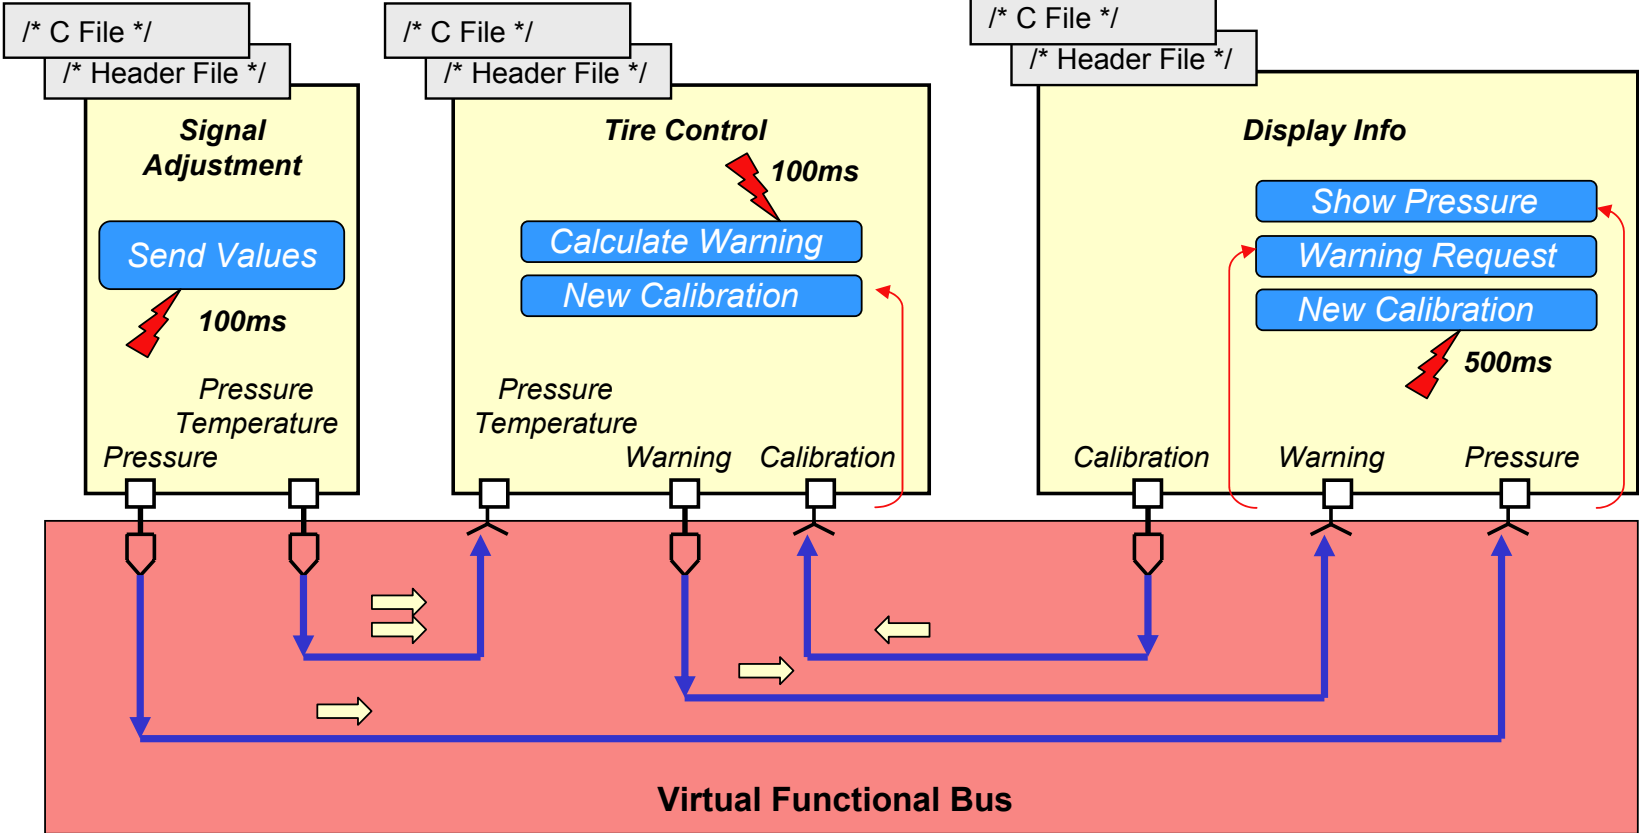 /* C File */
/* Header File */
Signal
Adjustment
Send Values
100ms
Pressure
Temperature
Pressure
/* C File */
/* Header File */
Tire Control
100ms
Calculate Warning
New Calibration
Pressure
Temperature
Warning
Calibration
/* C File */
/* Header File */
Display Info
Show Pressure
Warning Request
New Calibration
500ms
Calibration
Warning
Pressure
Virtual Functional Bus